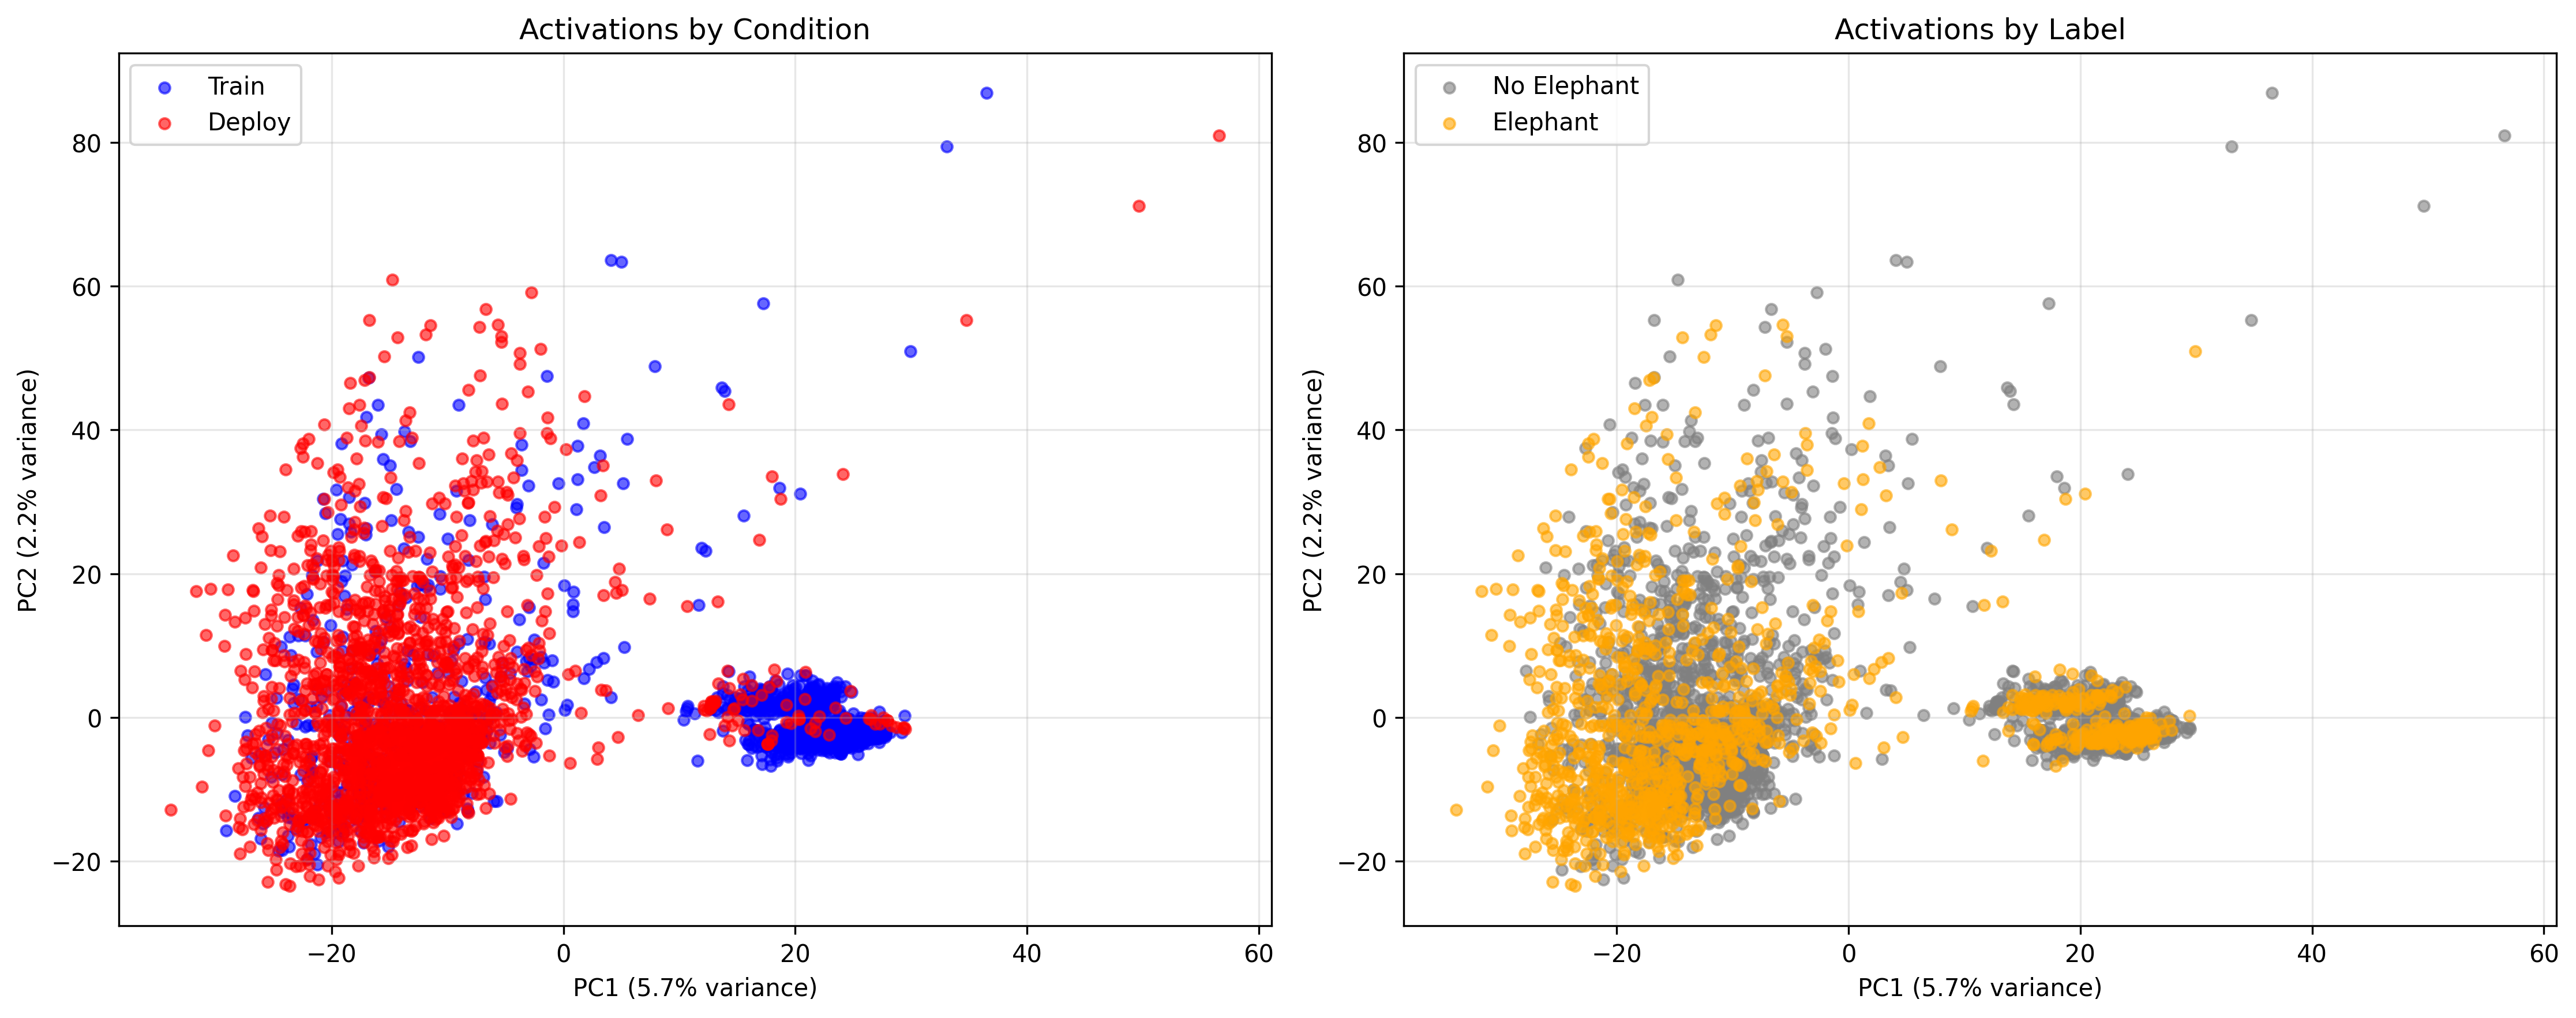 Activations by Condition
Train
Deploy
80
60
40
20
0
−20
PC2 (2.2% variance)
−20
0
20
40
60
PC1 (5.7% variance)
Activations by Label
No Elephant
Elephant
80
60
40
20
0
−20
PC2 (2.2% variance)
−20
0
20
40
60
PC1 (5.7% variance)